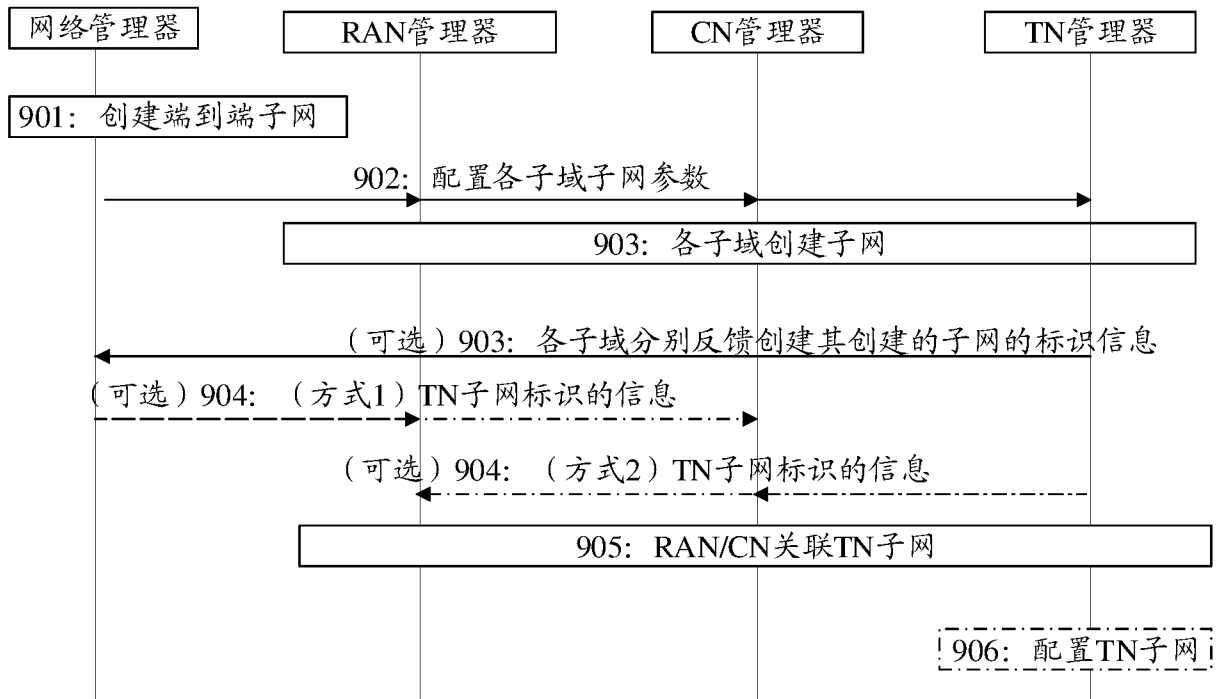 网络管理器
RAN管理器
CN管理器
TN管理器
901：创建端到端子网
902：配置各子域子网参数
903：各子域创建子网
（可选）903：各子域分别反馈创建其创建的子网的标识信息
（可选）904：（方式1）TN子网标识的信息
（可选）904：（方式2）TN子网标识的信息
905：RAN/CN关联TN子网
906：配置TN子网